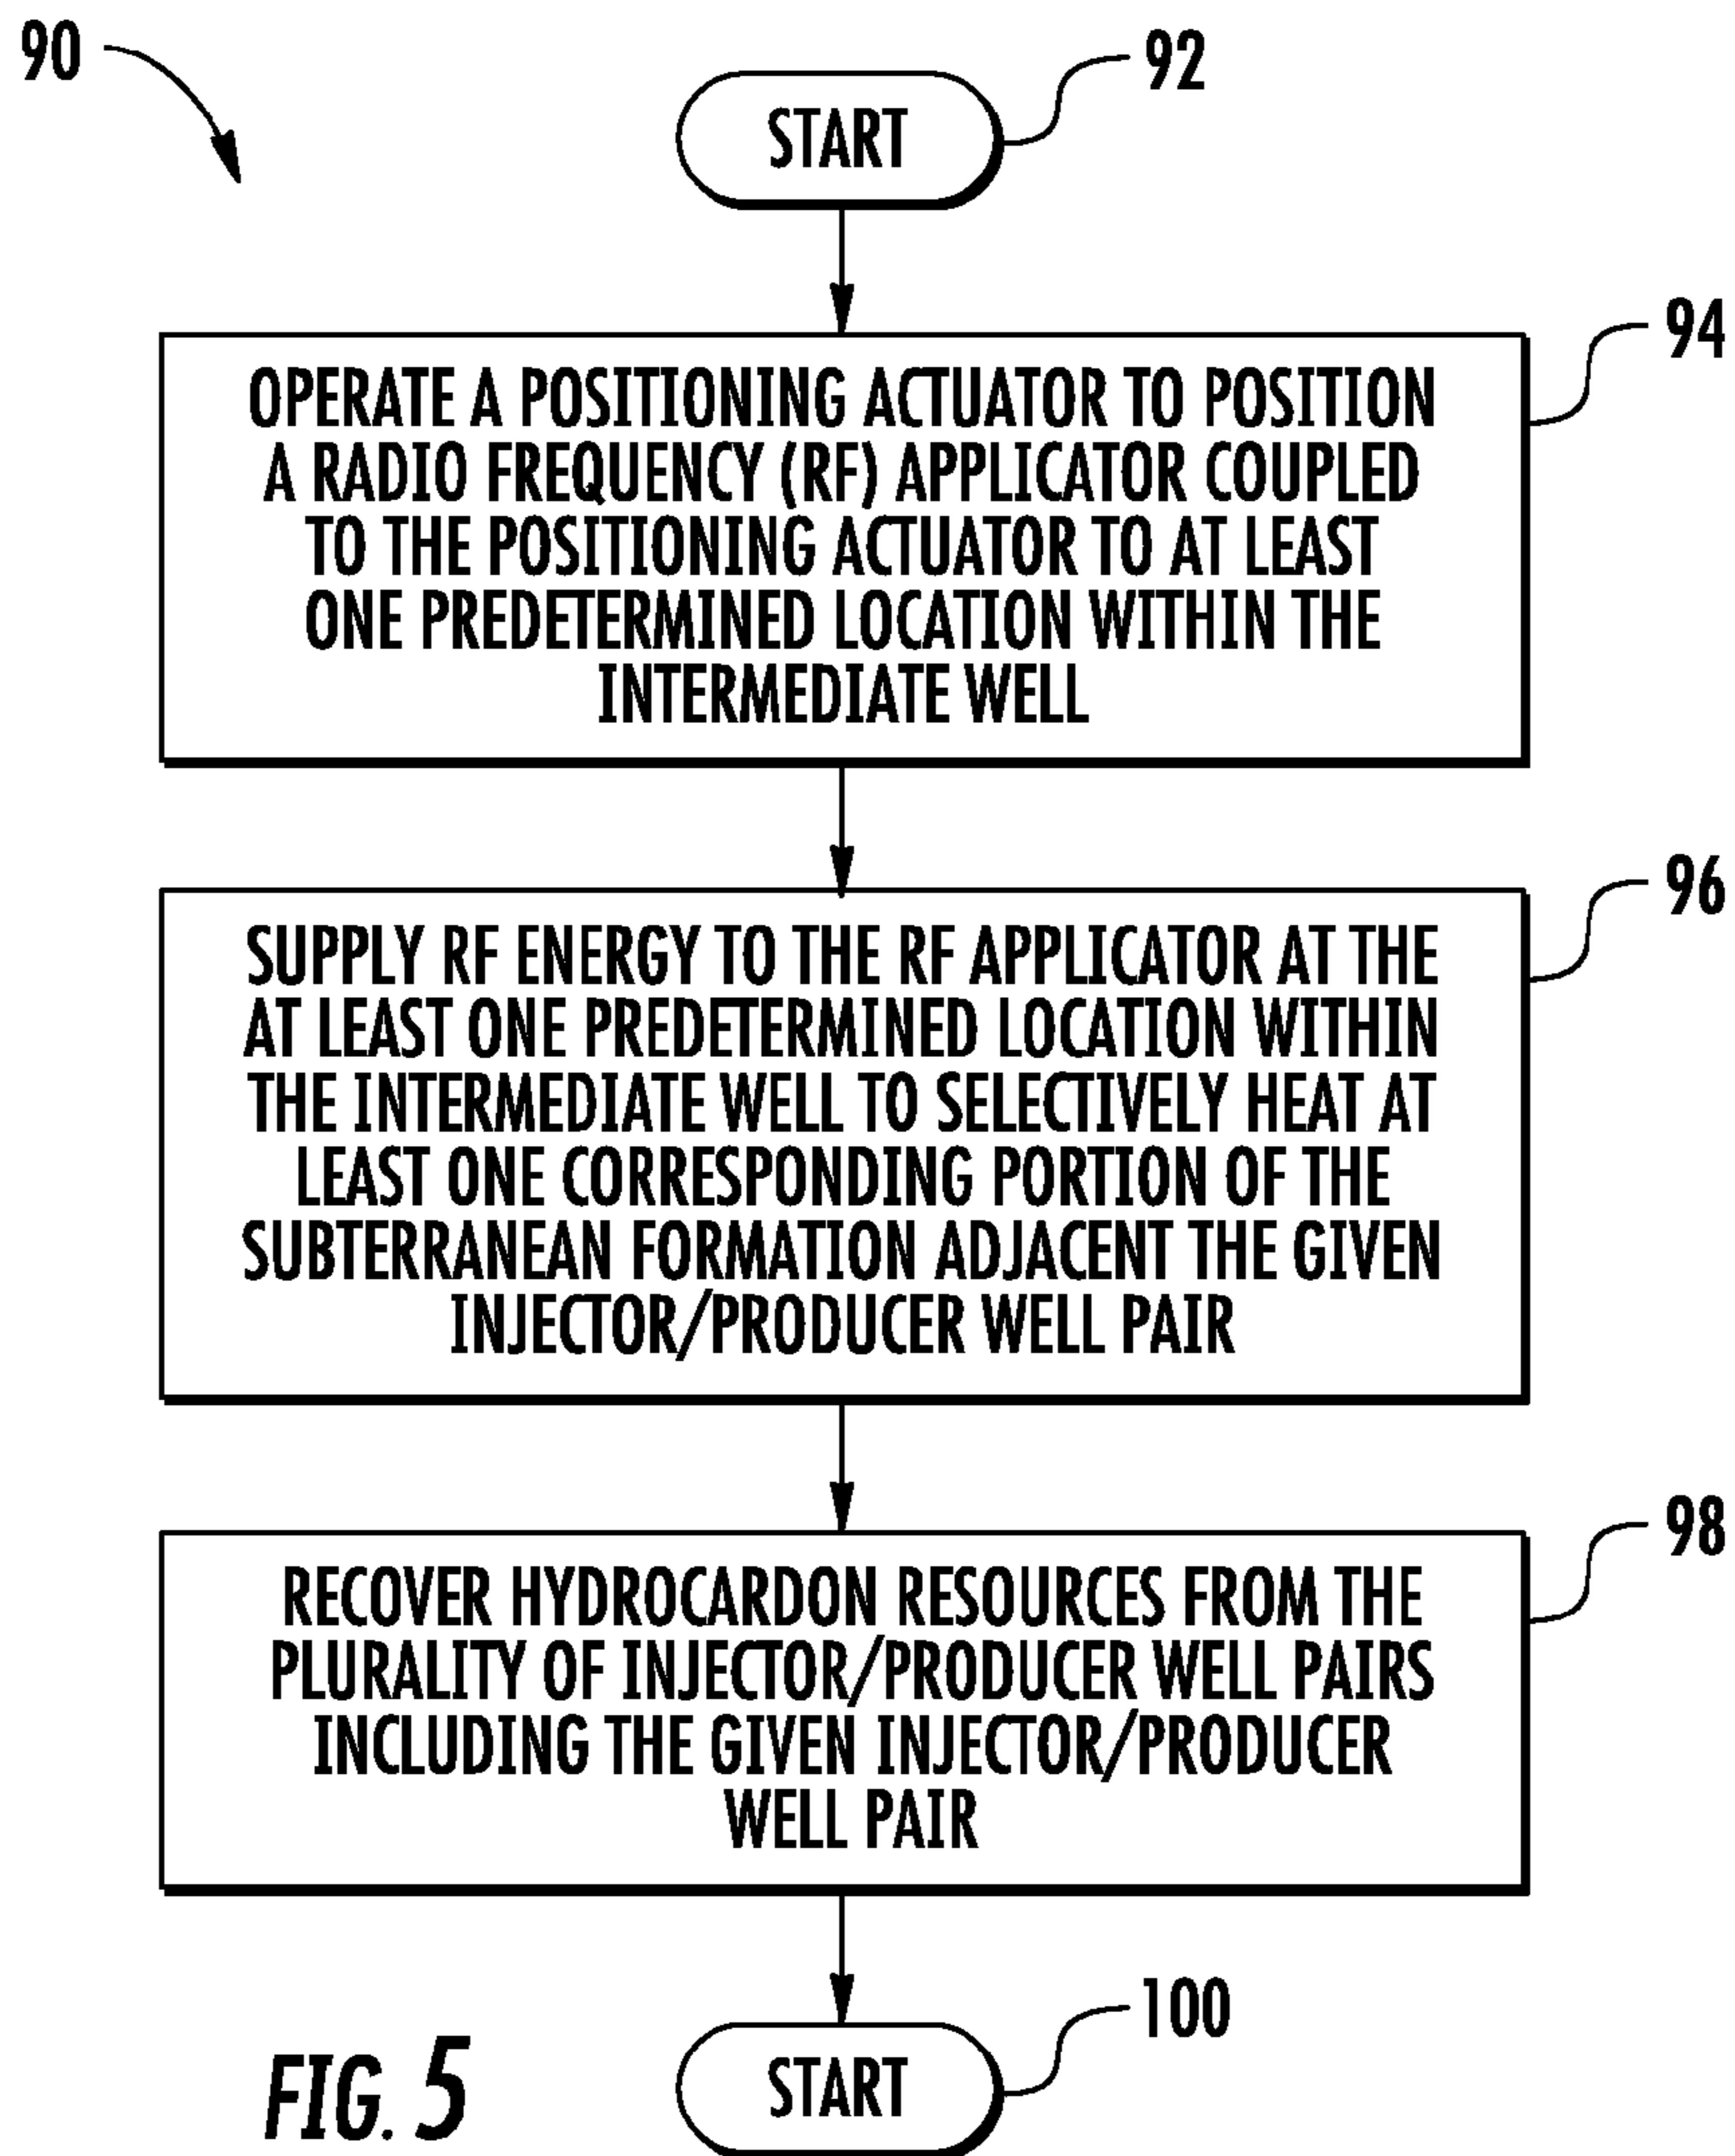 90
92
START
94
OPERATE A POSITIONING ACTUATOR TO POSITION
A RADIO FREQUENCY (RF) APPLICATOR COUPLED
TO THE POSITIONING ACTUATOR TO AT LEAST
ONE PREDETERMINED LOCATION WITHIN THE
INTERMEDIATE WELL
96
SUPPLY RF ENERGY TO THE RF APPLICATOR AT THE
AT LEAST ONE PREDETERMINED LOCATION WITHIN
THE INTERMEDIATE WELL TO SELECTIVELY HEAT AT
LEAST ONE CORRESPONDING PORTION OF THE
SUBTERRANEAN FORMATION ADJACENT THE GIVEN
INJECTOR/PRODUCER WELL PAIR
98
RECOVER HYDROCARDON RESOURCES FROM THE
PLURALITY OF INJECTOR/PRODUCER WELL PAIRS
INCLUDING THE GIVEN INJECTOR/PRODUCER
WELL PAIR
100
START
FIG. 5